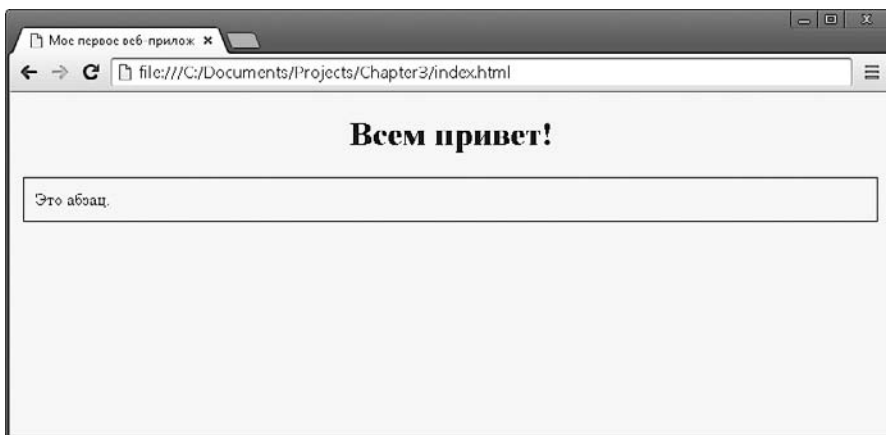 Мое первое веб-прилож
file:///C:/Documents/Projects/Chapter3/index.html
Всем привет!
Это абзац.